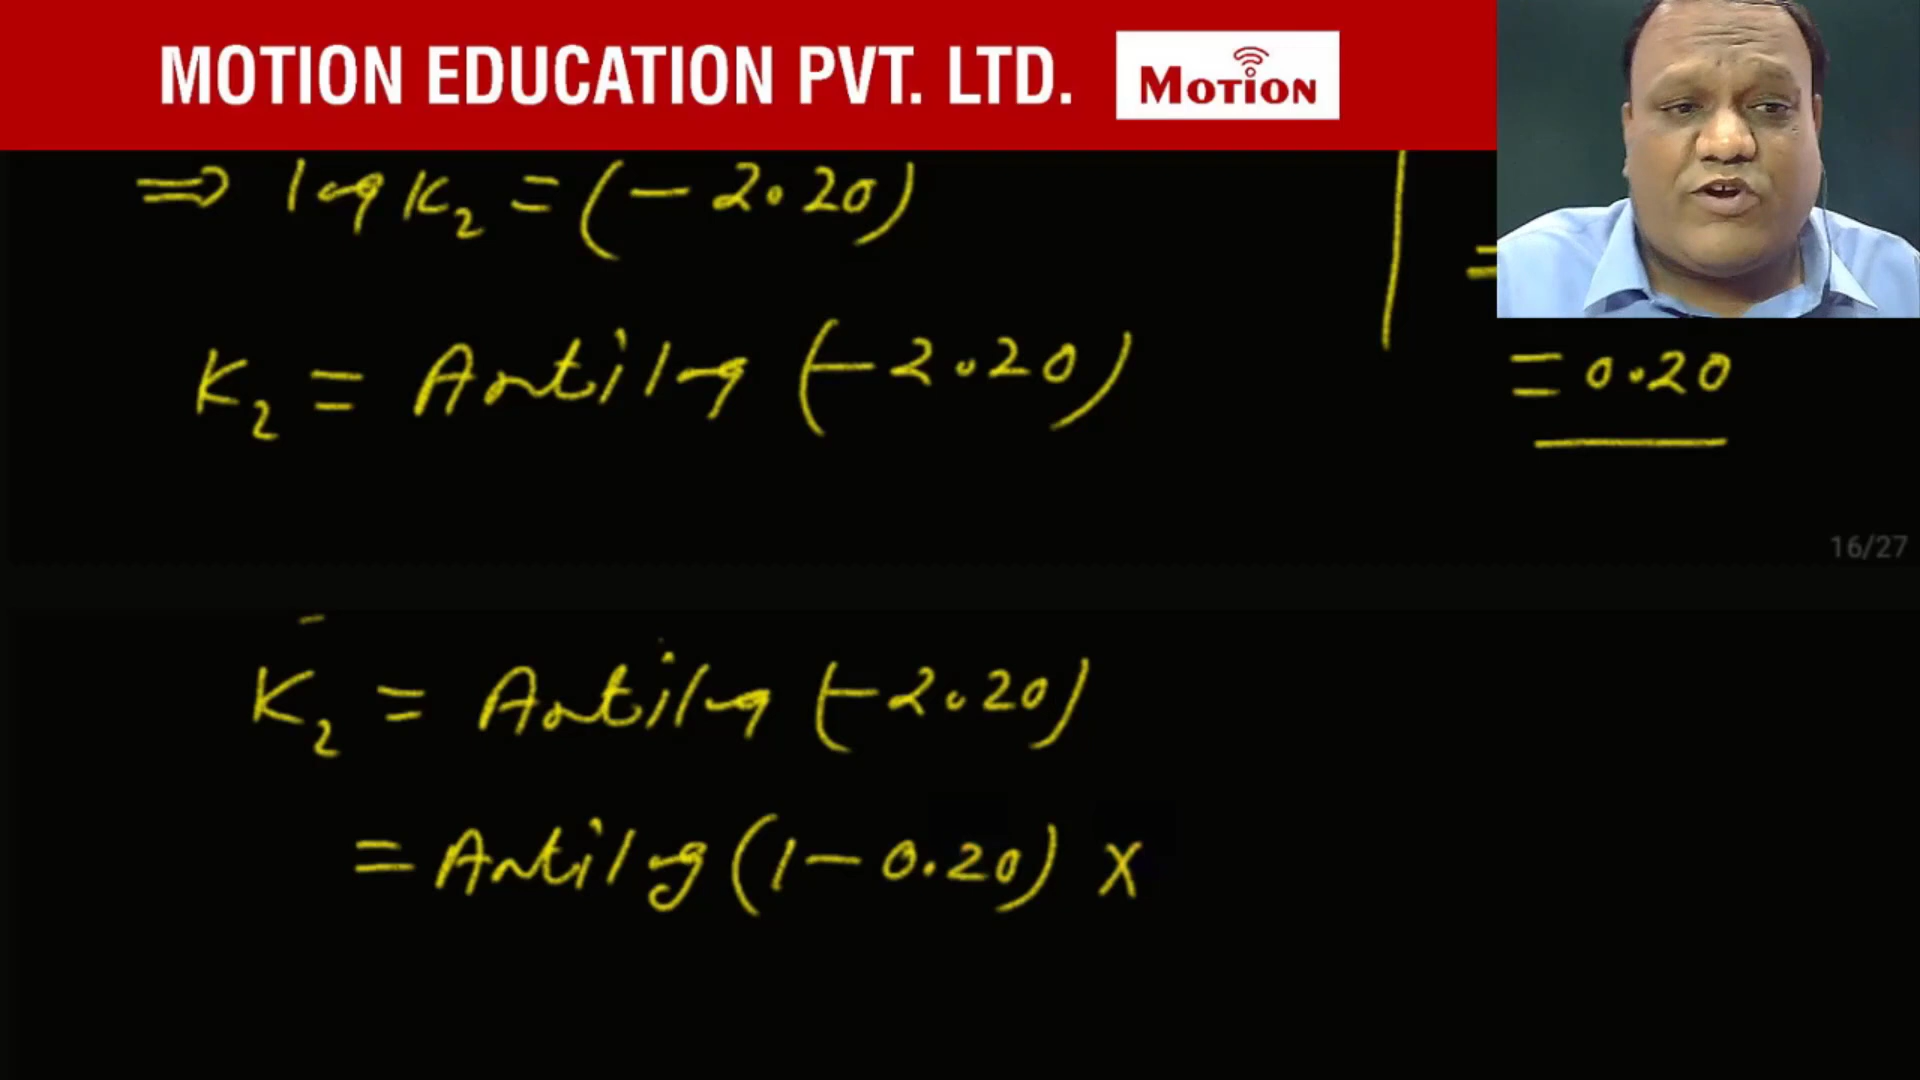 MOTION EDUCATION PVT. LTD.
MOTION
⇒ log K₂ = (-2.20)
K₂ = Antilog (-2.20)
=
= 0.20
16/27
K₂ = Antilog (-2.20)
= Antilog (1-0.20) X